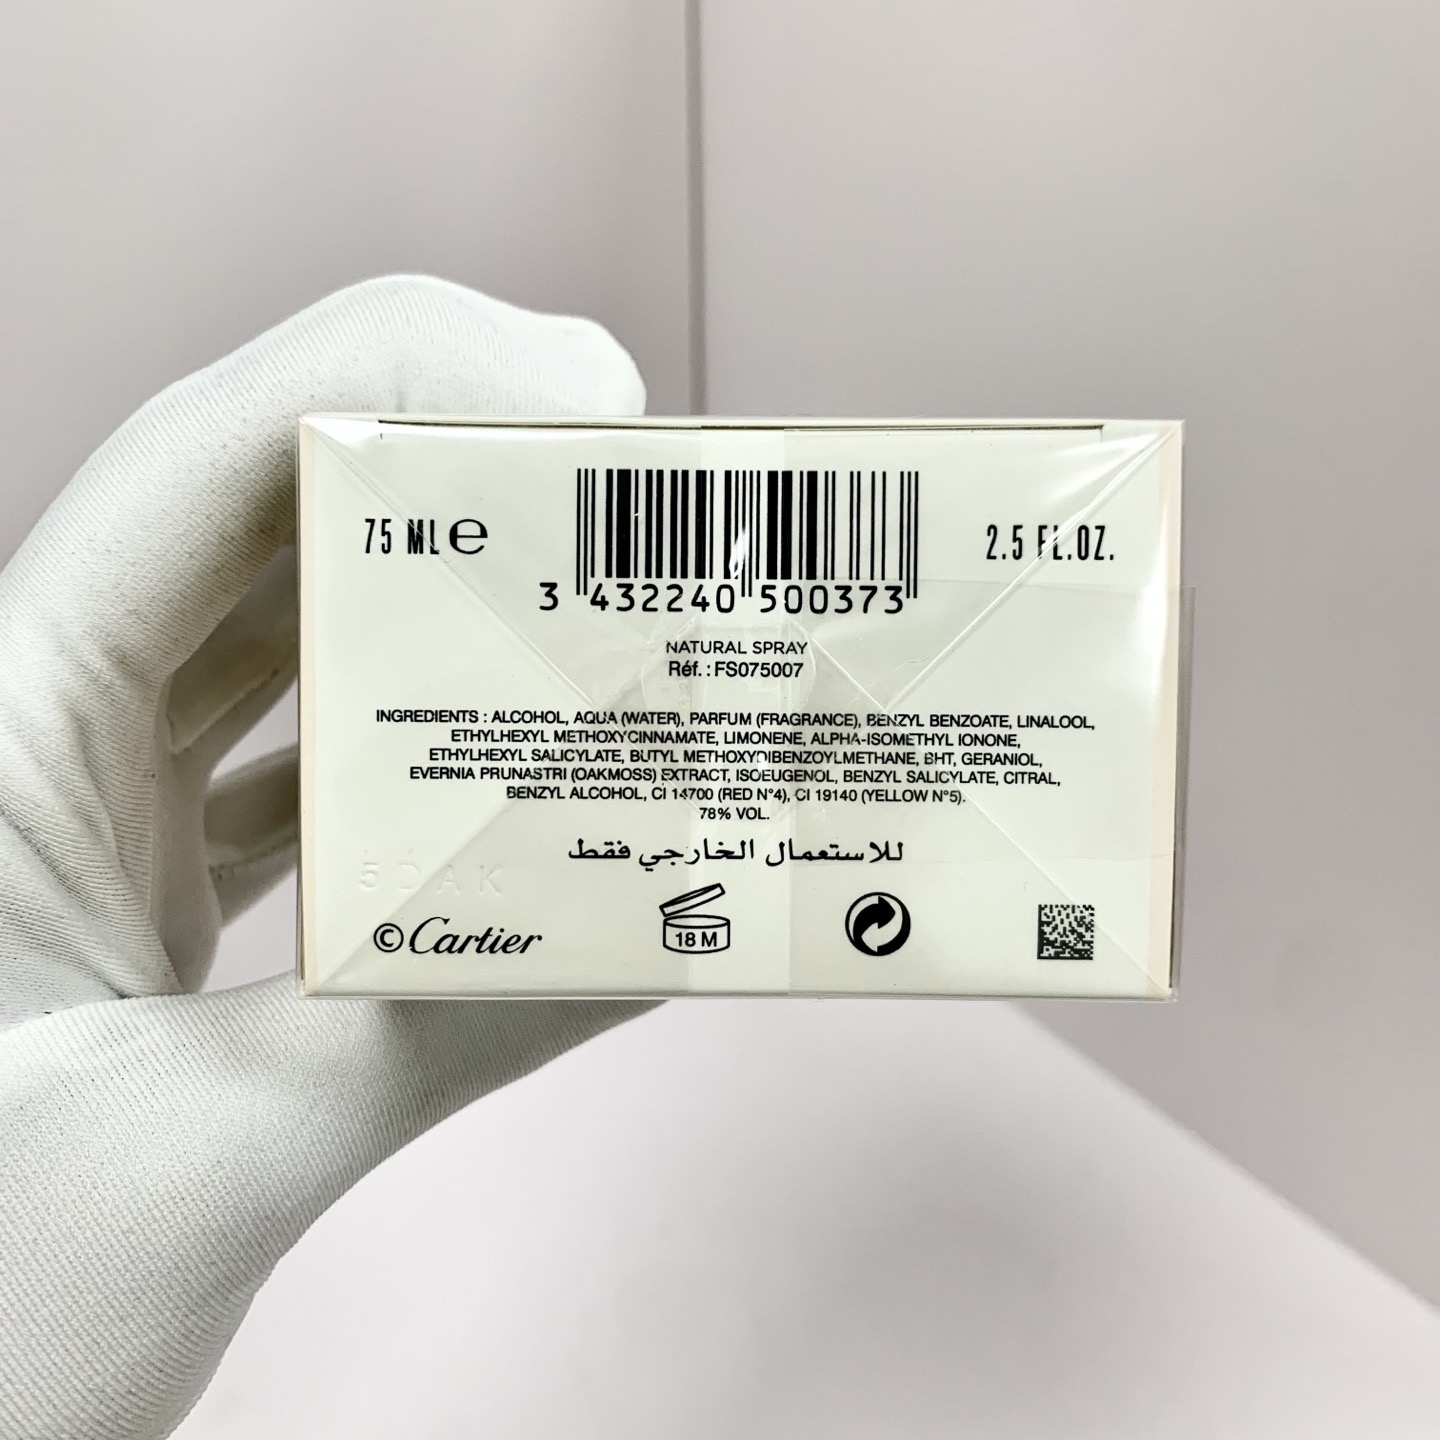 75 ML ℮
3 432240 500373
2.5 FL.OZ.
NATURAL SPRAY
Réf. : FS075007
INGREDIENTS : ALCOHOL, AQUA (WATER), PARFUM (FRAGRANCE), BENZYL BENZOATE, LINALOOL,
ETHYLHEXYL METHOXYCINNAMATE, LIMONENE, ALPHA-ISOMETHYL IONONE,
ETHYLHEXYL SALICYLATE, BUTYL METHOXYDIBENZOYLMETHANE, BHT, GERANIOL,
EVERNIA PRUNASTRI (OAKMOSS) EXTRACT, ISOEUGENOL, BENZYL SALICYLATE, CITRAL,
BENZYL ALCOHOL, CI 14700 (RED N°4), CI 19140 (YELLOW N°5).
78% VOL.
للاستعمال الخارجي فقط
5DAK
© Cartier
18 M